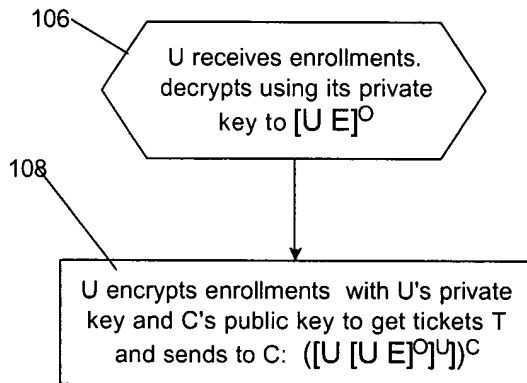 106
U receives enrollments.
decrypts using its private
key to [U E]^O
108
U encrypts enrollments with U's private
key and C's public key to get tickets T
and sends to C: ([U [U E]^O]^U])^C